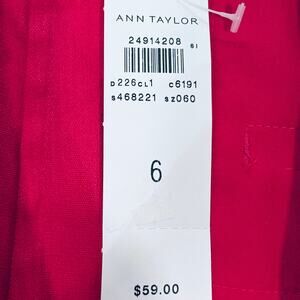 ANN TAYLOR
24914208 61
D226CL1 C6191
S468221 SZ060
6
$59.00